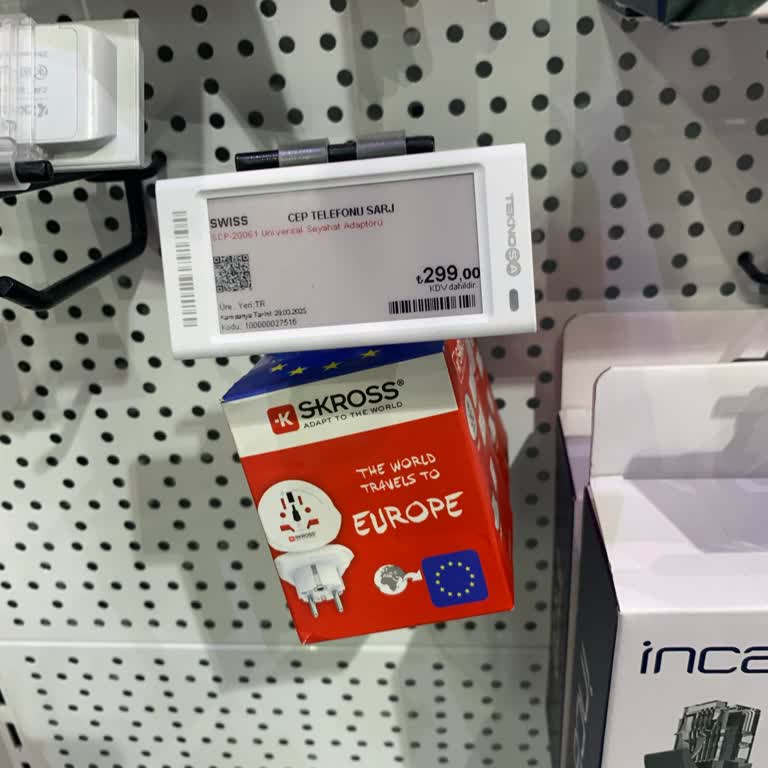 SWISS
CEP TELEFONU SARJ
SCP-20061 Universal Seyahat Adaptörü
₺299,00
KDV dahildir.
Üre. Yeri:TR
Kampanya Tarihi: 28.03.2025
Kodu: 100000027516
TEKNOSA
SKROSS®
ADAPT TO THE WORLD
THE WORLD
TRAVELS TO
EUROPE
SKROSS
inca